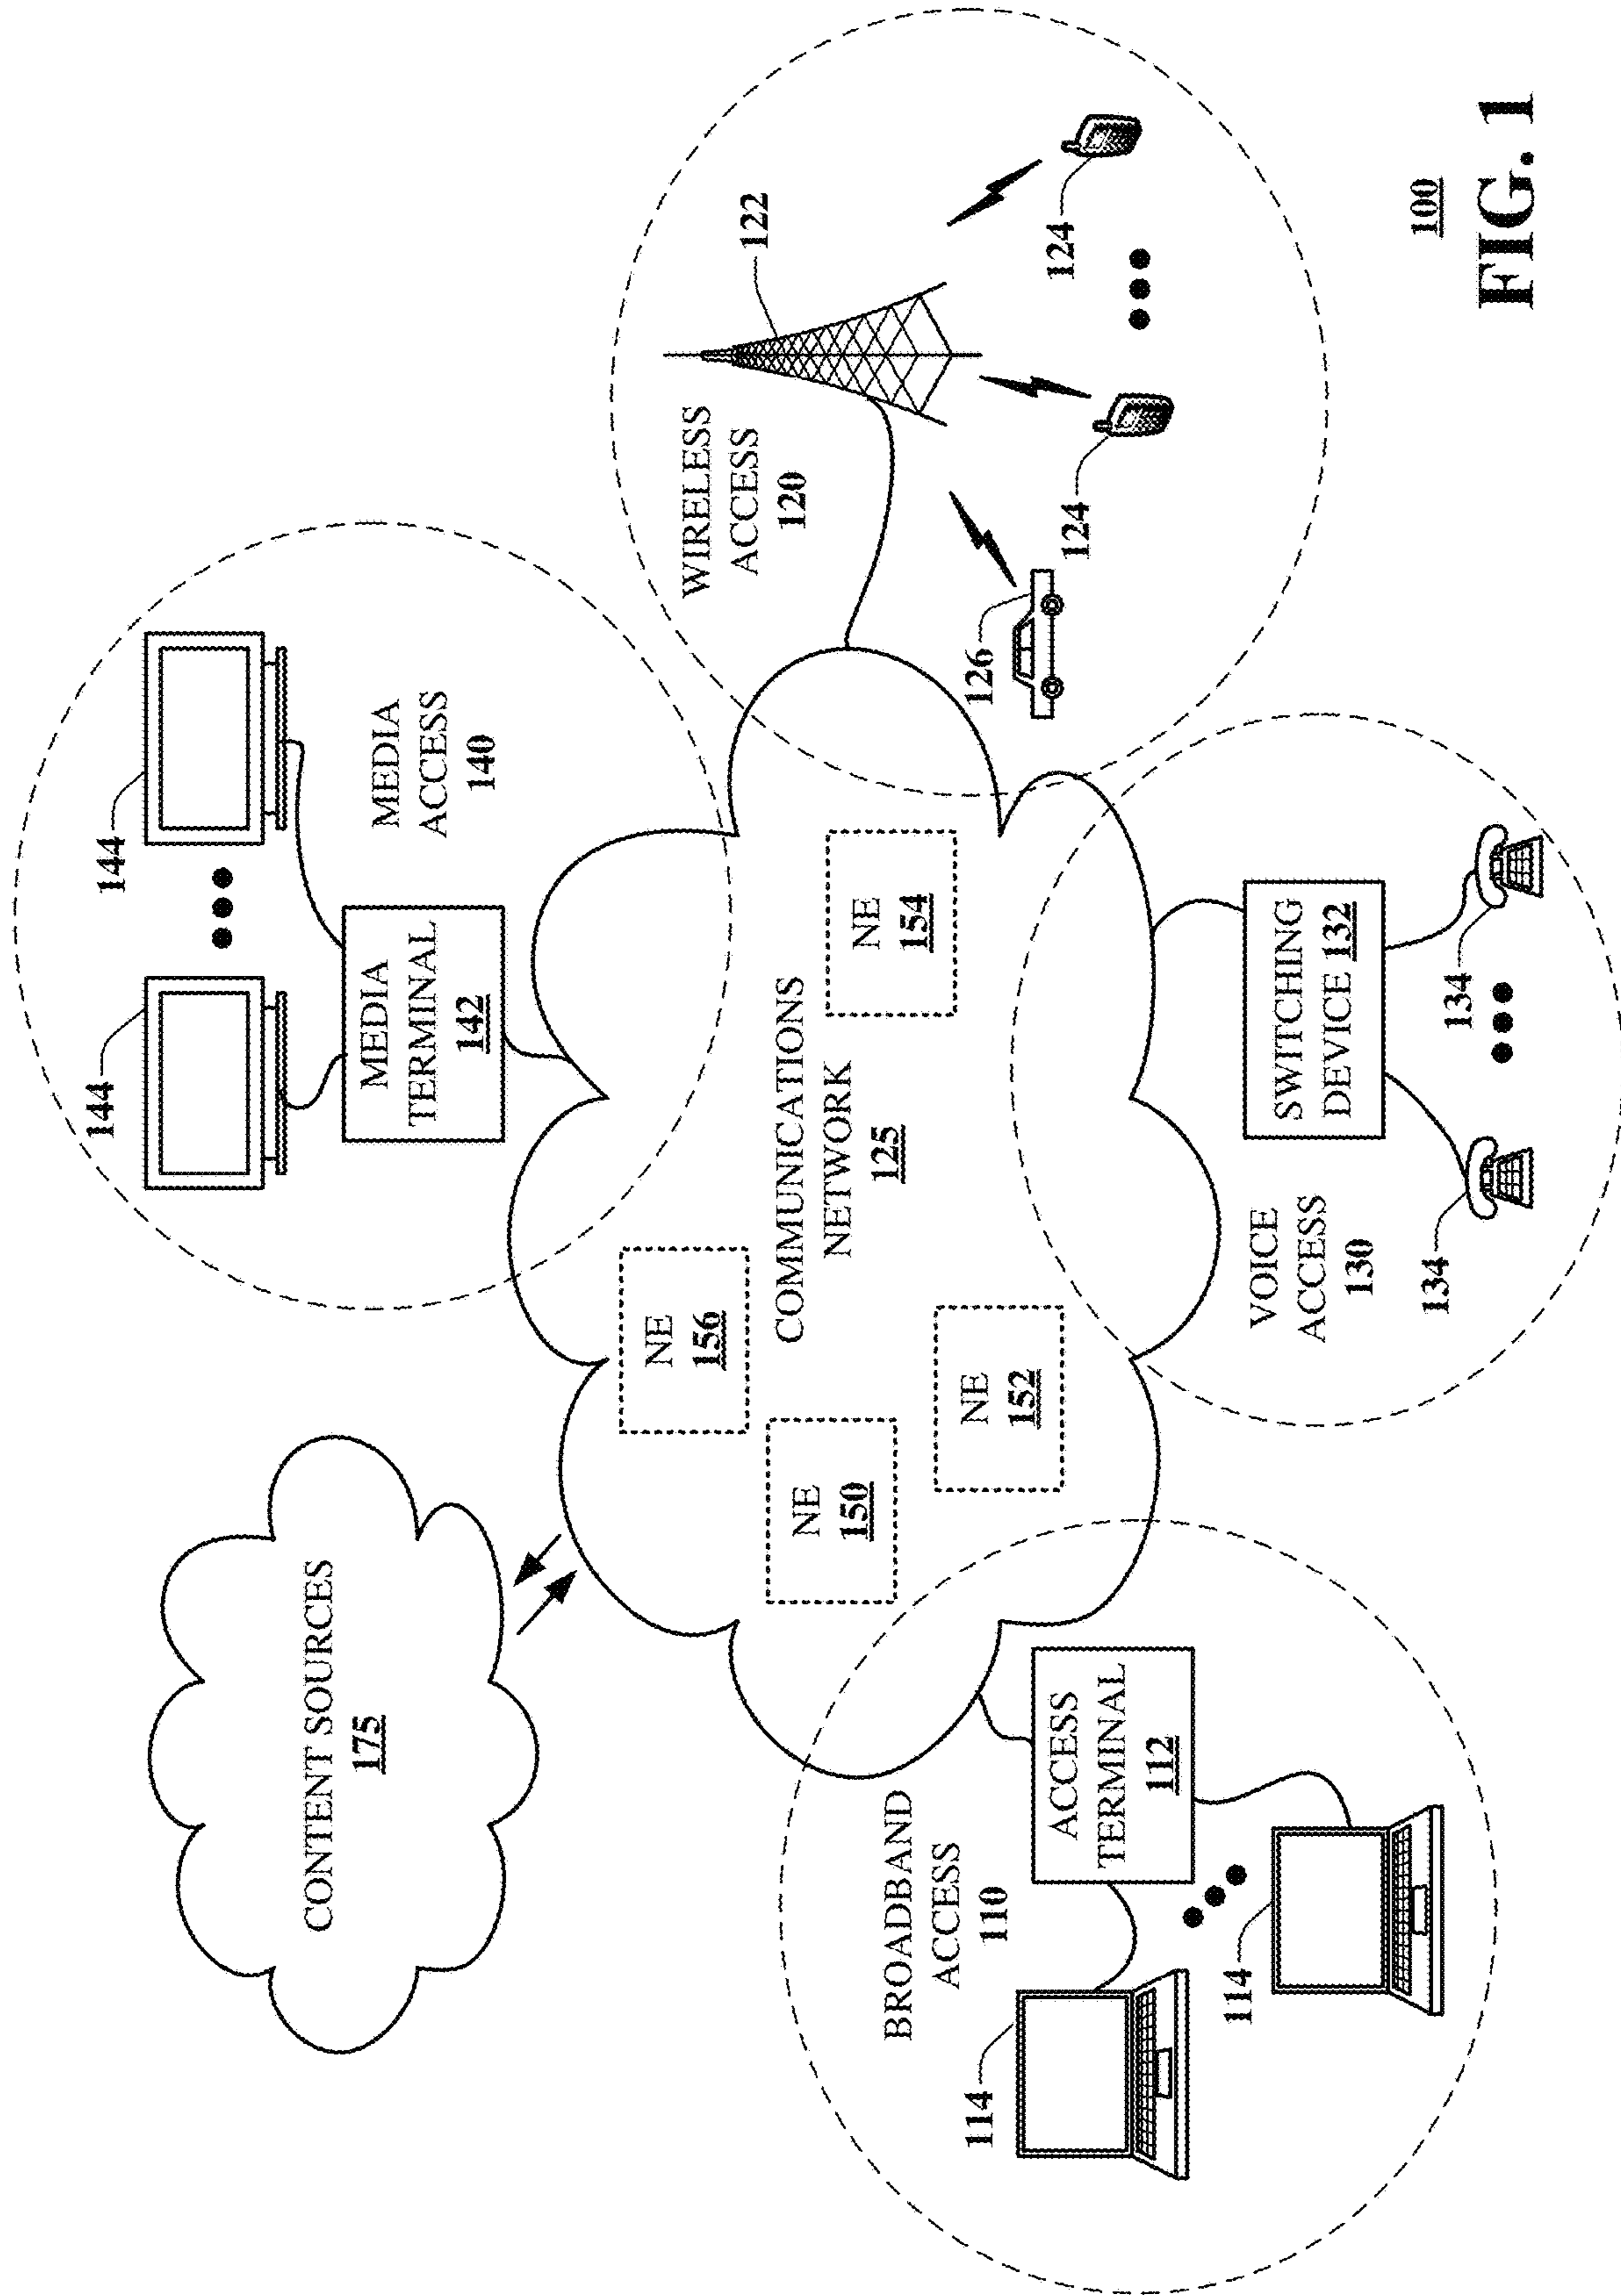 CONTENT SOURCES
175
144
144
MEDIA
TERMINAL
142
MEDIA
ACCESS
140
NE
156
NE
150
NE
152
COMMUNICATIONS
NETWORK
125
NE
154
WIRELESS
ACCESS
120
122
126
124
124
BROADBAND
ACCESS
110
ACCESS
TERMINAL
112
114
114
VOICE
ACCESS
130
SWITCHING
DEVICE 132
134
134
100
FIG. 1